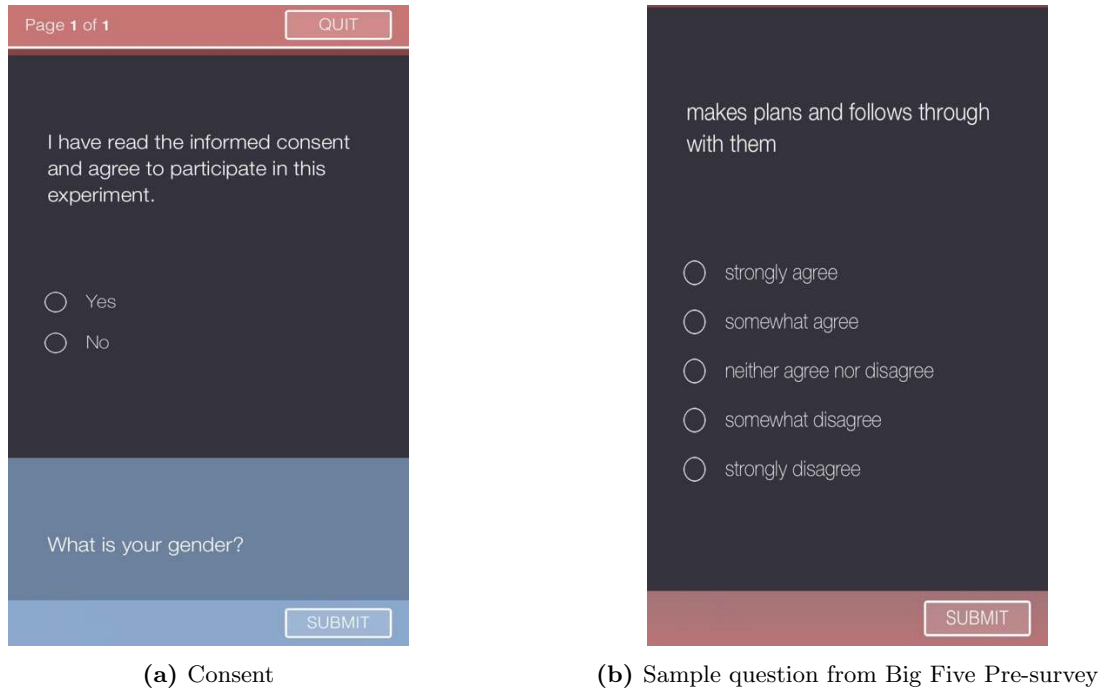 Page 1 of 1
QUIT
I have read the informed consent
and agree to participate in this
experiment.
Yes
No
What is your gender?
SUBMIT
(a) Consent
makes plans and follows through
with them
strongly agree
somewhat agree
neither agree nor disagree
somewhat disagree
strongly disagree
SUBMIT
(b) Sample question from Big Five Pre-survey